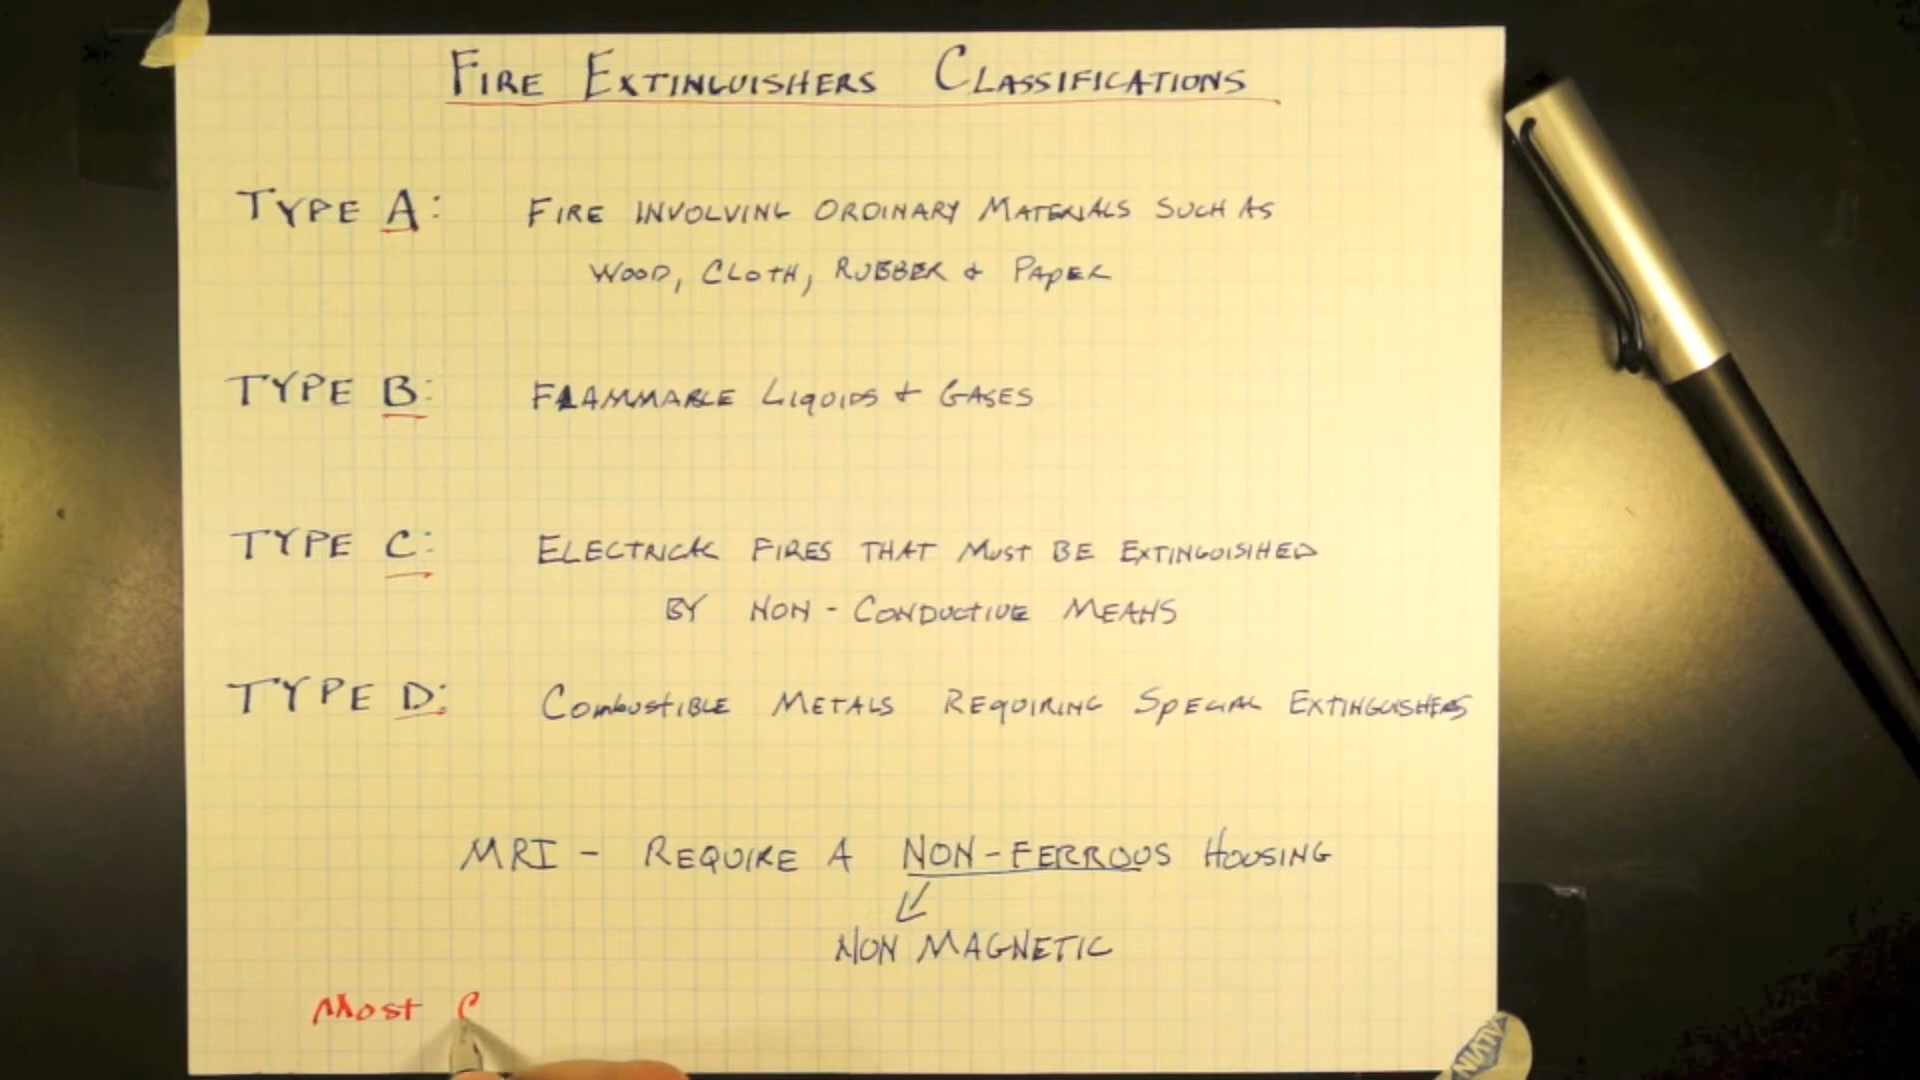 FIRE EXTINGUISHERS CLASSIFICATIONS
TYPE A: FIRE INVOLVING ORDINARY MATERIALS SUCH AS
WOOD, CLOTH, RUBBER & PAPER
TYPE B: FLAMMABLE LIQUIDS + GASES
TYPE C: ELECTRICAL FIRES THAT MUST BE EXTINGUISHED
BY NON-CONDUCTIVE MEANS
TYPE D: COMBUSTIBLE METALS REQUIRING SPECIAL EXTINGUISHERS
MRI - REQUIRE A NON-FERROUS HOUSING
NON MAGNETIC
Most C
ALVIN